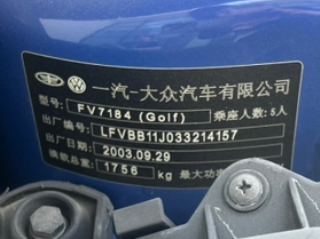 一汽-大众汽车有限公司
型号: FV7184 (Golf) 乘座人数: 5人
出厂编号: LFVBB11J033214157
出厂日期: 2003.09.29
满载总质量: 1756 kg 最大功率